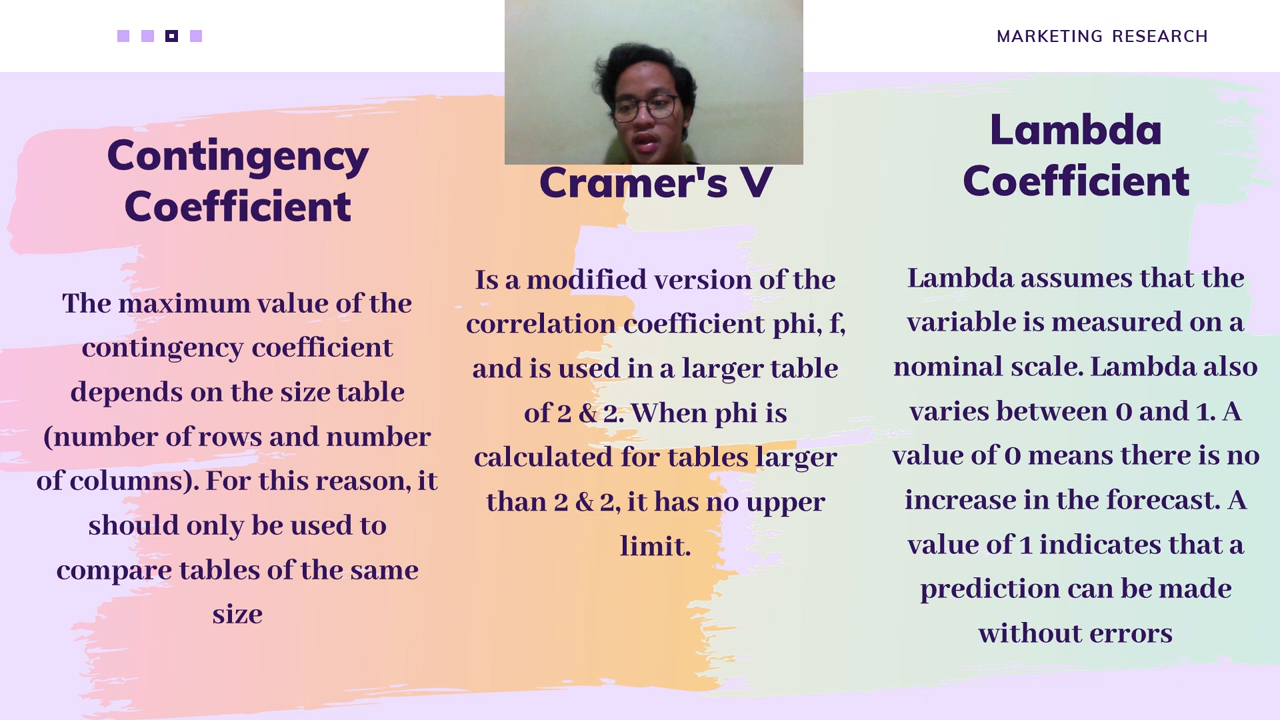 MARKETING RESEARCH
Contingency
Coefficient
The maximum value of the
contingency coefficient
depends on the size table
(number of rows and number
of columns). For this reason, it
should only be used to
compare tables of the same
size
Cramer's V
Is a modified version of the
correlation coefficient phi, f,
and is used in a larger table
of 2 & 2. When phi is
calculated for tables larger
than 2 & 2, it has no upper
limit.
Lambda
Coefficient
Lambda assumes that the
variable is measured on a
nominal scale. Lambda also
varies between 0 and 1. A
value of 0 means there is no
increase in the forecast. A
value of 1 indicates that a
prediction can be made
without errors